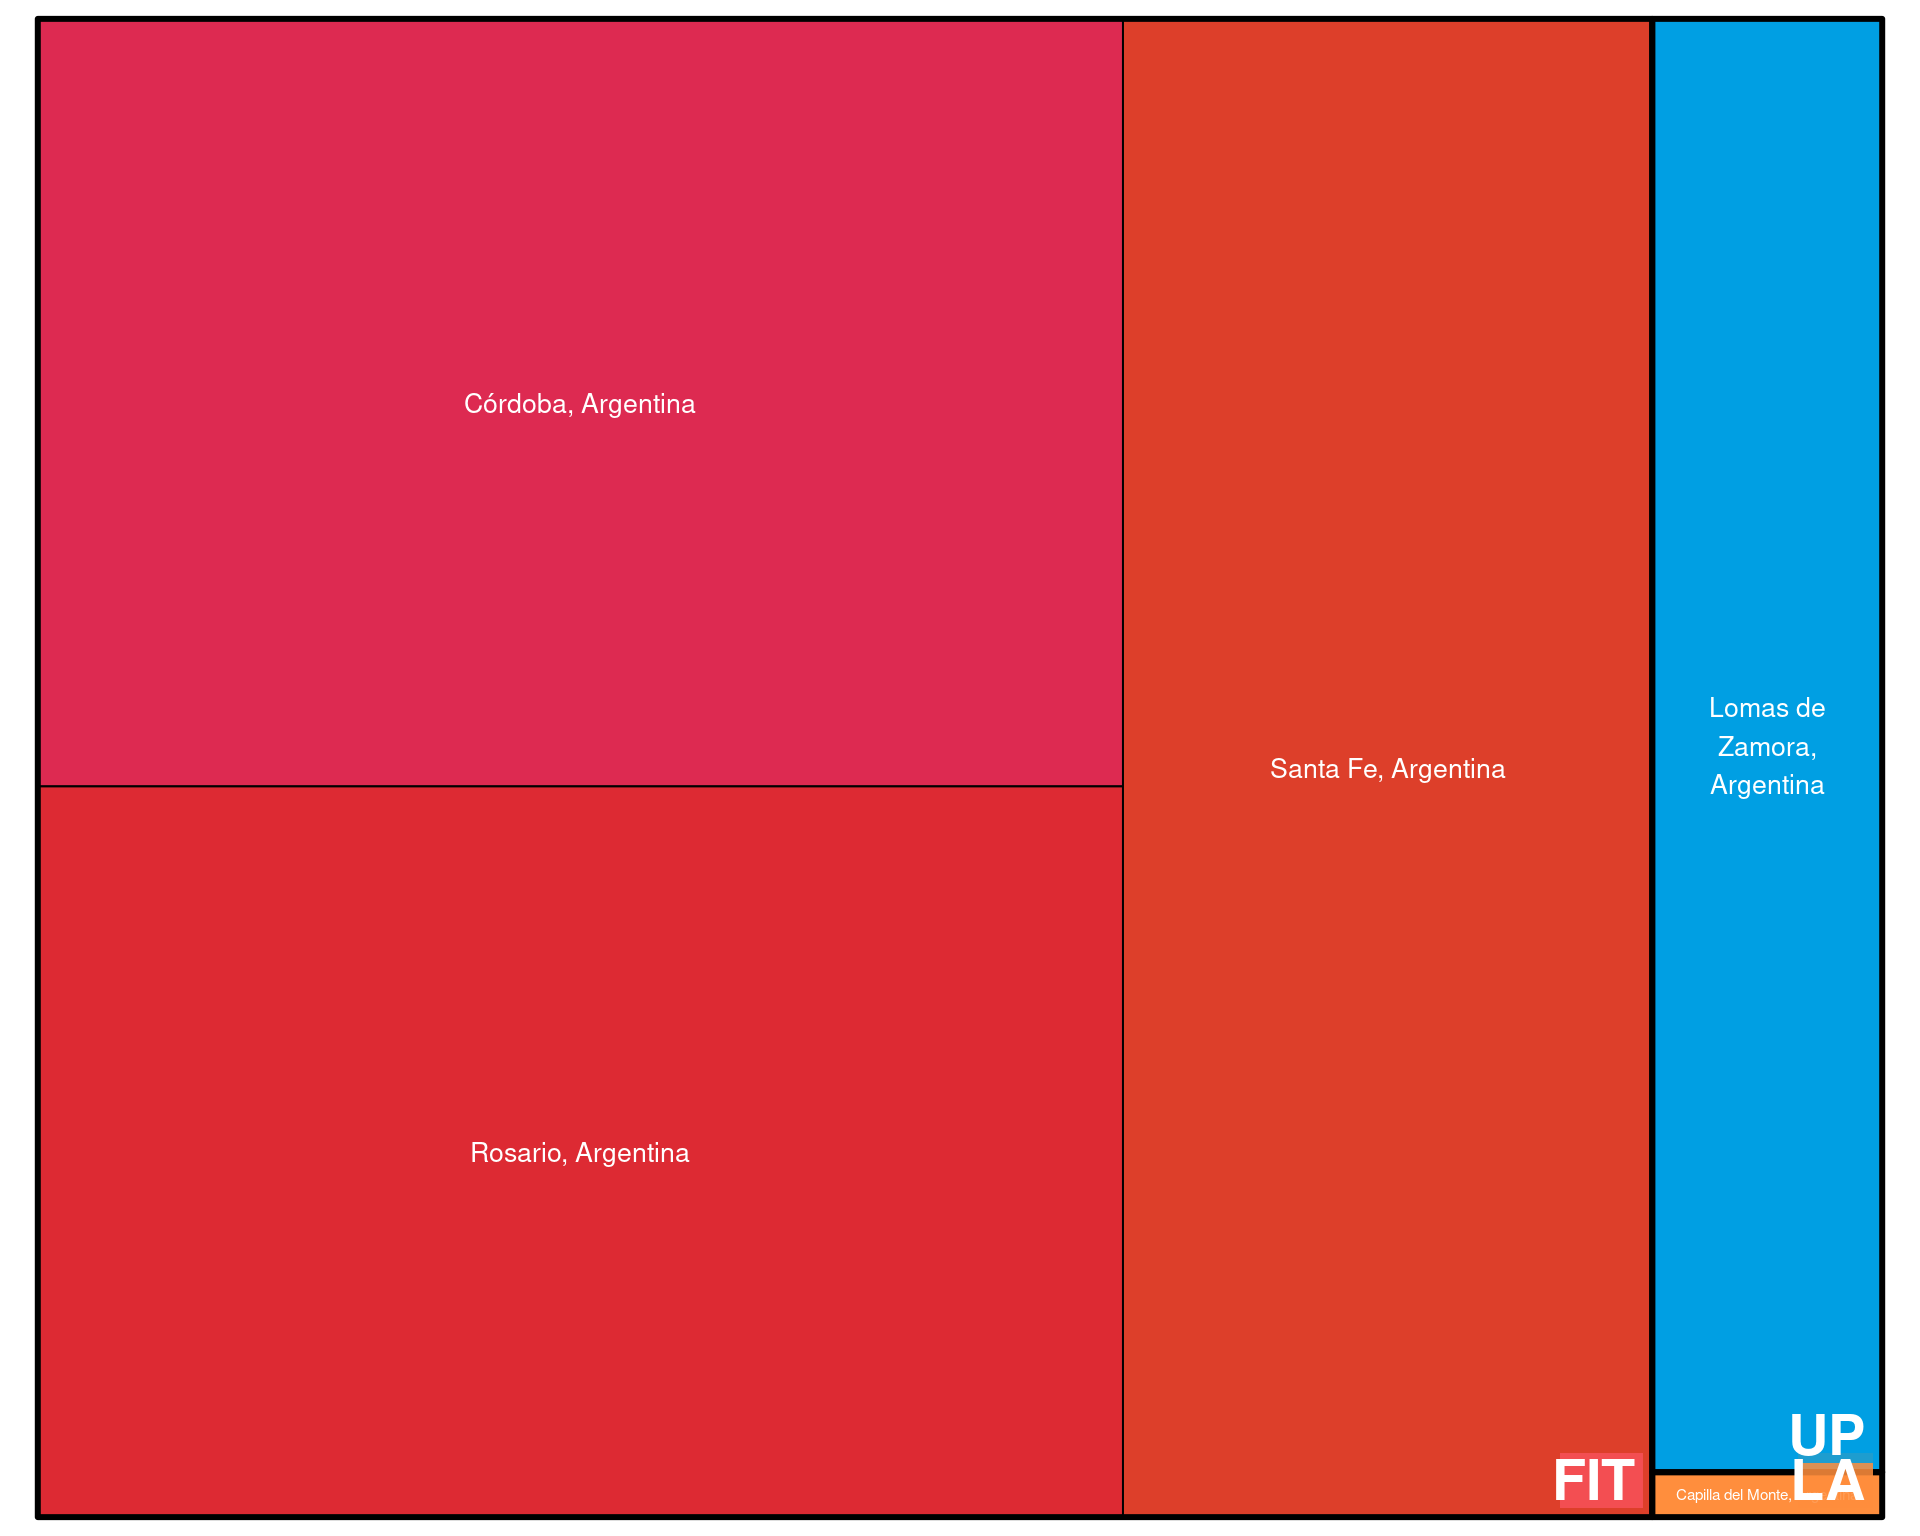 Córdoba, Argentina
Rosario, Argentina
Santa Fe, Argentina
FIT
Lomas de
Zamora,
Argentina
UP
Capilla del Monte,
LA